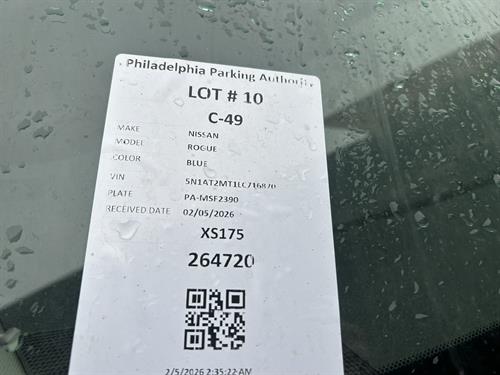 Philadelphia Parking Authority
LOT # 10
C-49
MAKE NISSAN
MODEL ROGUE
COLOR BLUE
VIN 5N1AT2MT1LC716870
PLATE PA-MSF2390
RECEIVED DATE 02/05/2026
XS175
264720
2/5/2026 2:35:22 AM